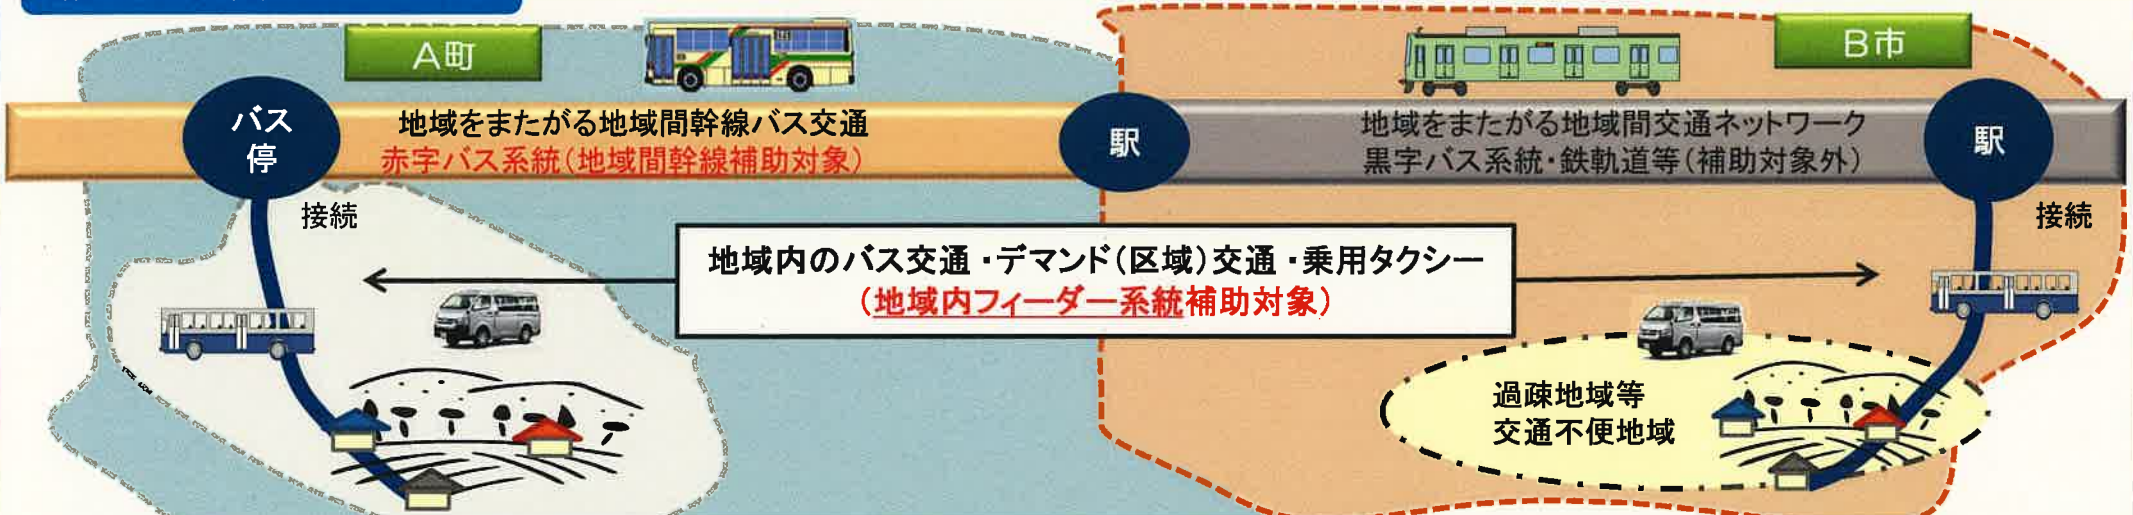 A町
B市
バス
停
地域をまたがる地域間幹線バス交通
赤字バス系統(地域間幹線補助対象)
駅
地域をまたがる地域間交通ネットワーク
黒字バス系統・鉄軌道等(補助対象外)
駅
接続
接続
地域内のバス交通・デマンド(区域)交通・乗用タクシー
(地域内フィーダー系統補助対象)
過疎地域等
交通不便地域